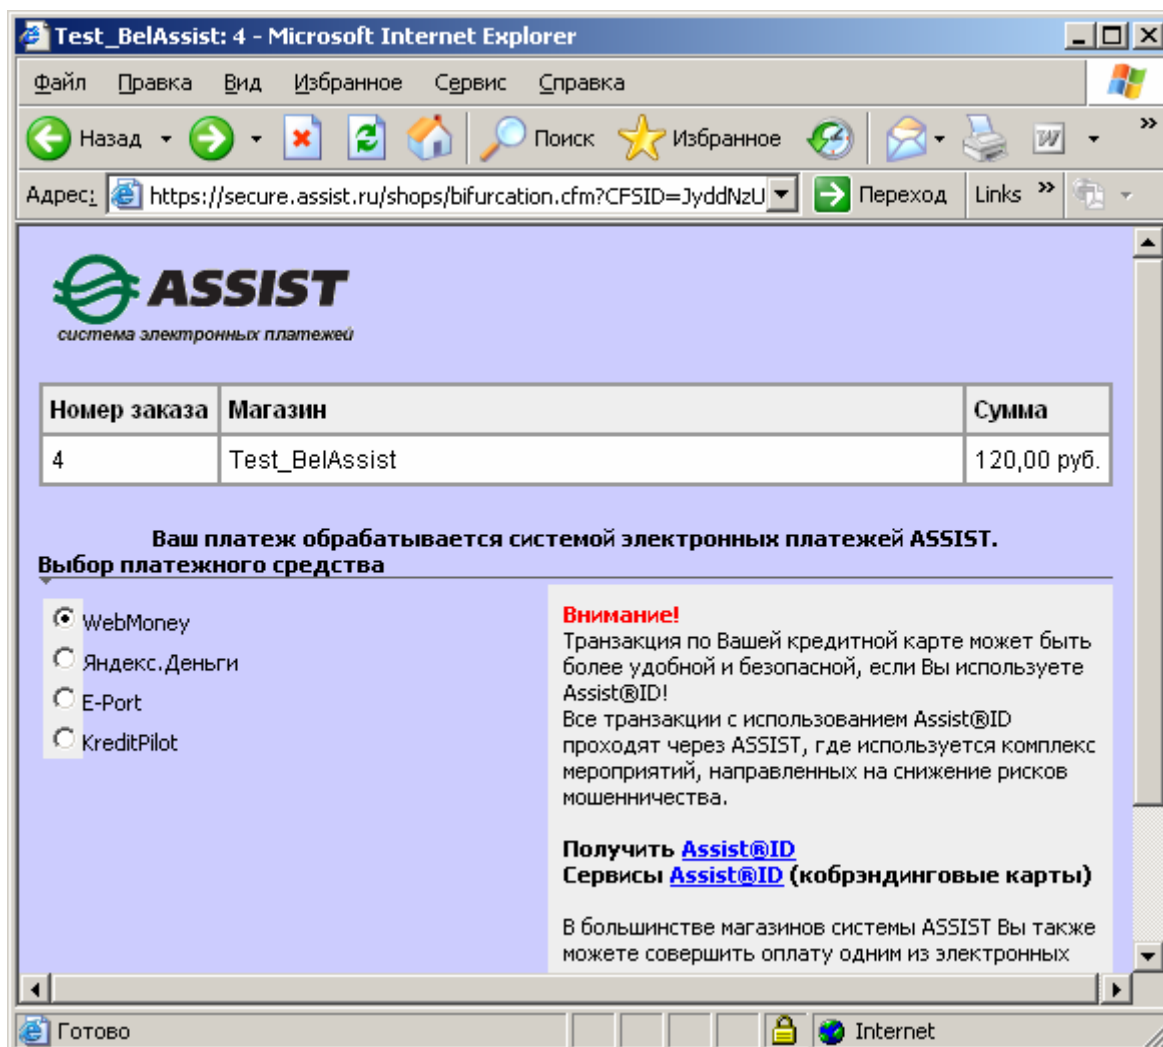 Test_BelAssist: 4 - Microsoft Internet Explorer
Файл Правка Вид Избранное Сервис Справка
Назад Поиск Избранное »
Адрес: https://secure.assist.ru/shops/bifurcation.cfm?CFSID=JyddNzU Переход Links »
ASSIST
система электронных платежей
Номер заказа Магазин Сумма
4 Test_BelAssist 120,00 руб.
Ваш платеж обрабатывается системой электронных платежей ASSIST.
Выбор платежного средства
WebMoney
Яндекс.Деньги
E-Port
KreditPilot
Внимание!
Транзакция по Вашей кредитной карте может быть
более удобной и безопасной, если Вы используете
Assist®ID!
Все транзакции с использованием Assist®ID
проходят через ASSIST, где используется комплекс
мероприятий, направленных на снижение рисков
мошенничества.
Получить Assist®ID
Сервисы Assist®ID (кобрэндинговые карты)
В большинстве магазинов системы ASSIST Вы также
можете совершить оплату одним из электронных
Готово Internet